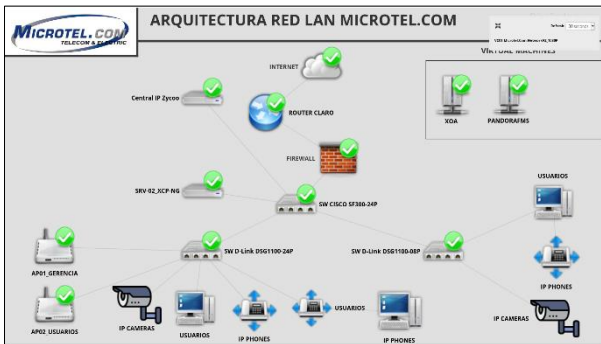 MICROTEL.COM
TELECOM & ELECTRIC
ARQUITECTURA RED LAN MICROTEL.COM
Refresh:
VIRTUAL MACHINES
INTERNET
Central IP Zycoo
ROUTER CLARO
XOA
PANDORAFMS
FIREWALL
USUARIOS
SRV-02_XCP-NG
SW CISCO SF300-24P
SW D-Link DSG1100-24P
SW D-Link DSG1100-08P
AP01_GERENCIA
IP PHONES
USUARIOS
AP02_USUARIOS
IP CAMERAS
USUARIOS
IP PHONES
IP PHONES
IP CAMERAS